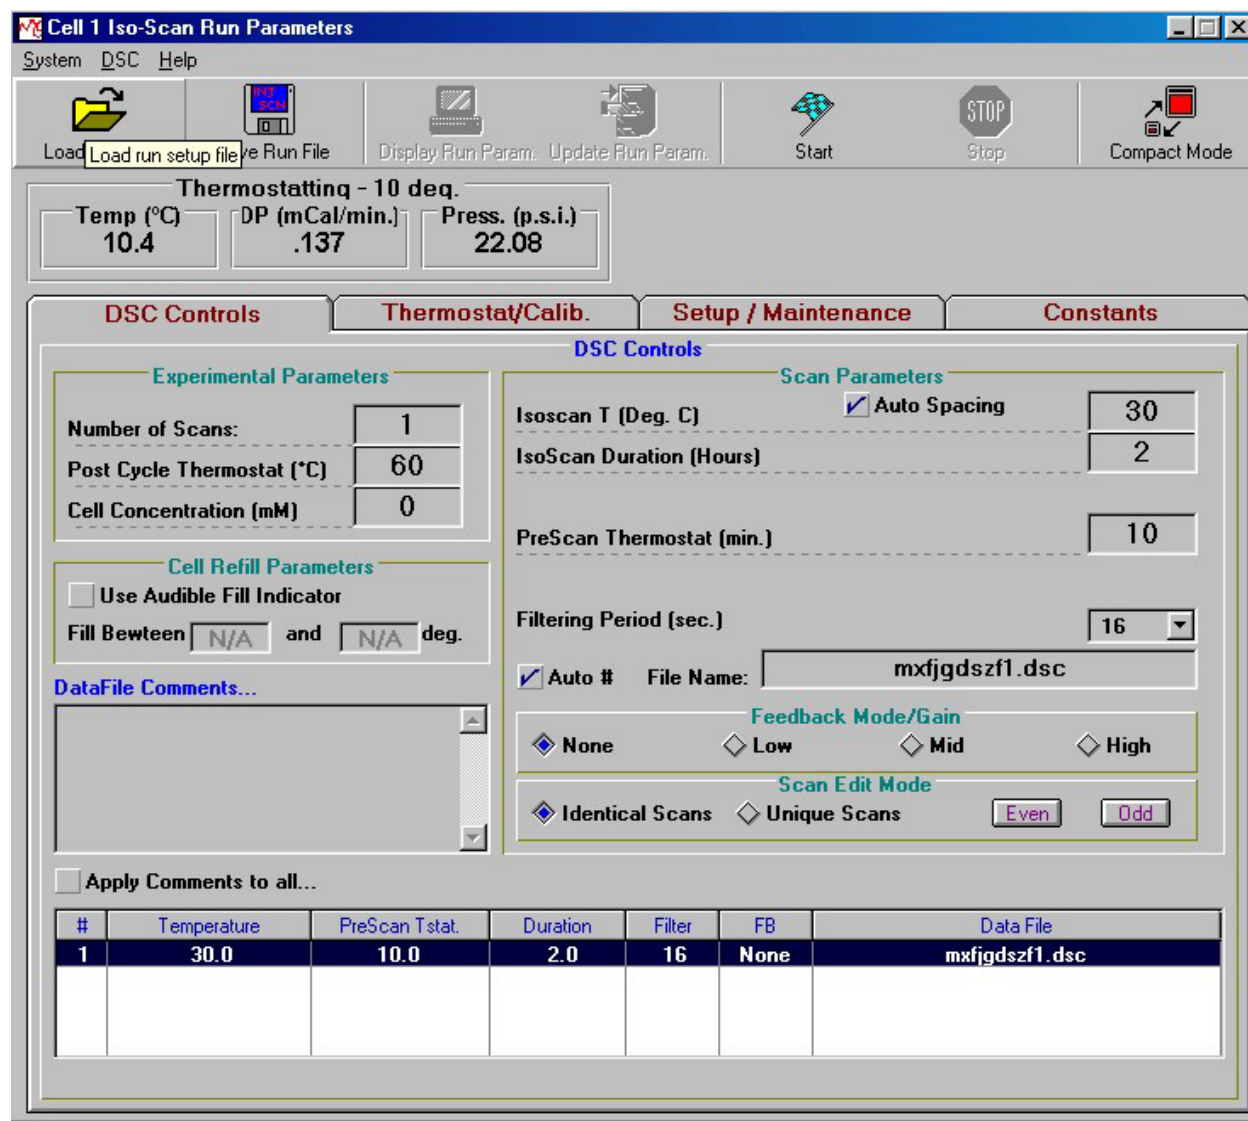 Cell 1 Iso-Scan Run Parameters
System DSC Help
INJ
SCN
STOP
Load Load run setup file ve Run File Display Run Param. Update Run Param. Start Stop Compact Mode
Thermostatting - 10 deq.
Temp (ºC) DP (mCal/min.) Press. (p.s.i.)
10.4 .137 22.08
DSC Controls Thermostat/Calib. Setup / Maintenance Constants
DSC Controls
Experimental Parameters
Number of Scans: 1
Post Cycle Thermostat (*C) 60
Cell Concentration (mM) 0
Cell Refill Parameters
Use Audible Fill Indicator
Fill Bewteen N/A and N/A deg.
DataFile Comments...
Scan Parameters
Isoscan T (Deg. C) Auto Spacing 30
IsoScan Duration (Hours) 2
PreScan Thermostat (min.) 10
Filtering Period (sec.) 16
Auto # File Name: mxfjgdszf1.dsc
Feedback Mode/Gain
None Low Mid High
Scan Edit Mode
Identical Scans Unique Scans Even Odd
Apply Comments to all...
# Temperature PreScan Tstat. Duration Filter FB Data File
1 30.0 10.0 2.0 16 None mxfjgdszf1.dsc